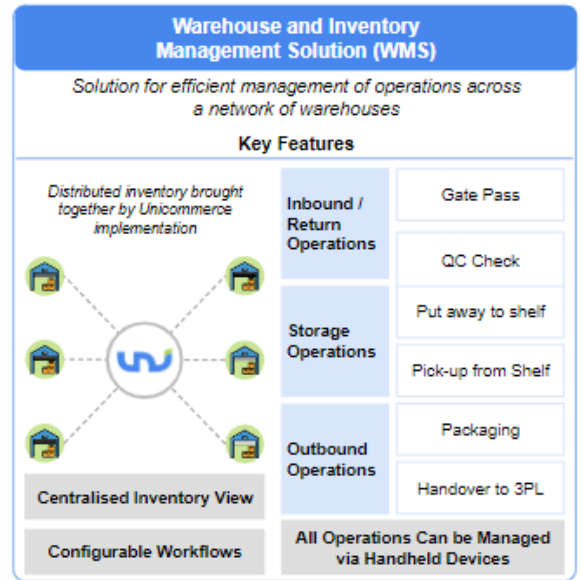 Warehouse and Inventory
Management Solution (WMS)
Solution for efficient management of operations across
a network of warehouses
Key Features
Distributed inventory brought
together by Unicommerce
implementation
Centralised Inventory View
Configurable Workflows
Inbound /
Return
Operations
Gate Pass
QC Check
Storage
Operations
Put away to shelf
Pick-up from Shelf
Outbound
Operations
Packaging
Handover to 3PL
All Operations Can be Managed
via Handheld Devices